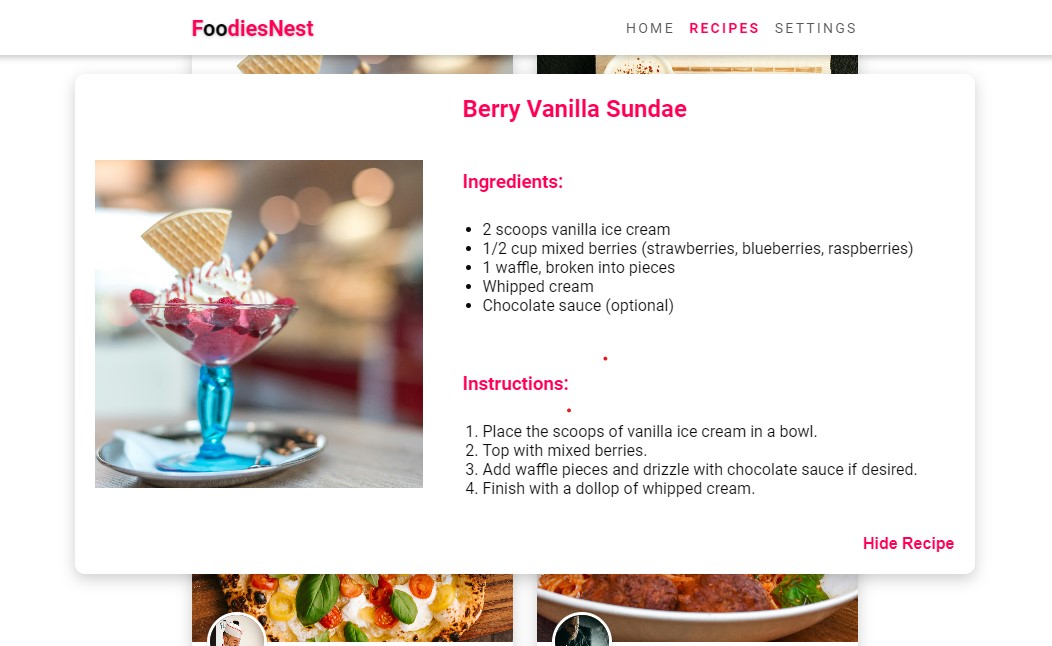 FoodiesNest
HOME RECIPES SETTINGS
Berry Vanilla Sundae
Ingredients:
• 2 scoops vanilla ice cream
• 1/2 cup mixed berries (strawberries, blueberries, raspberries)
• 1 waffle, broken into pieces
• Whipped cream
• Chocolate sauce (optional)
Instructions:
1. Place the scoops of vanilla ice cream in a bowl.
2. Top with mixed berries.
3. Add waffle pieces and drizzle with chocolate sauce if desired.
4. Finish with a dollop of whipped cream.
Hide Recipe